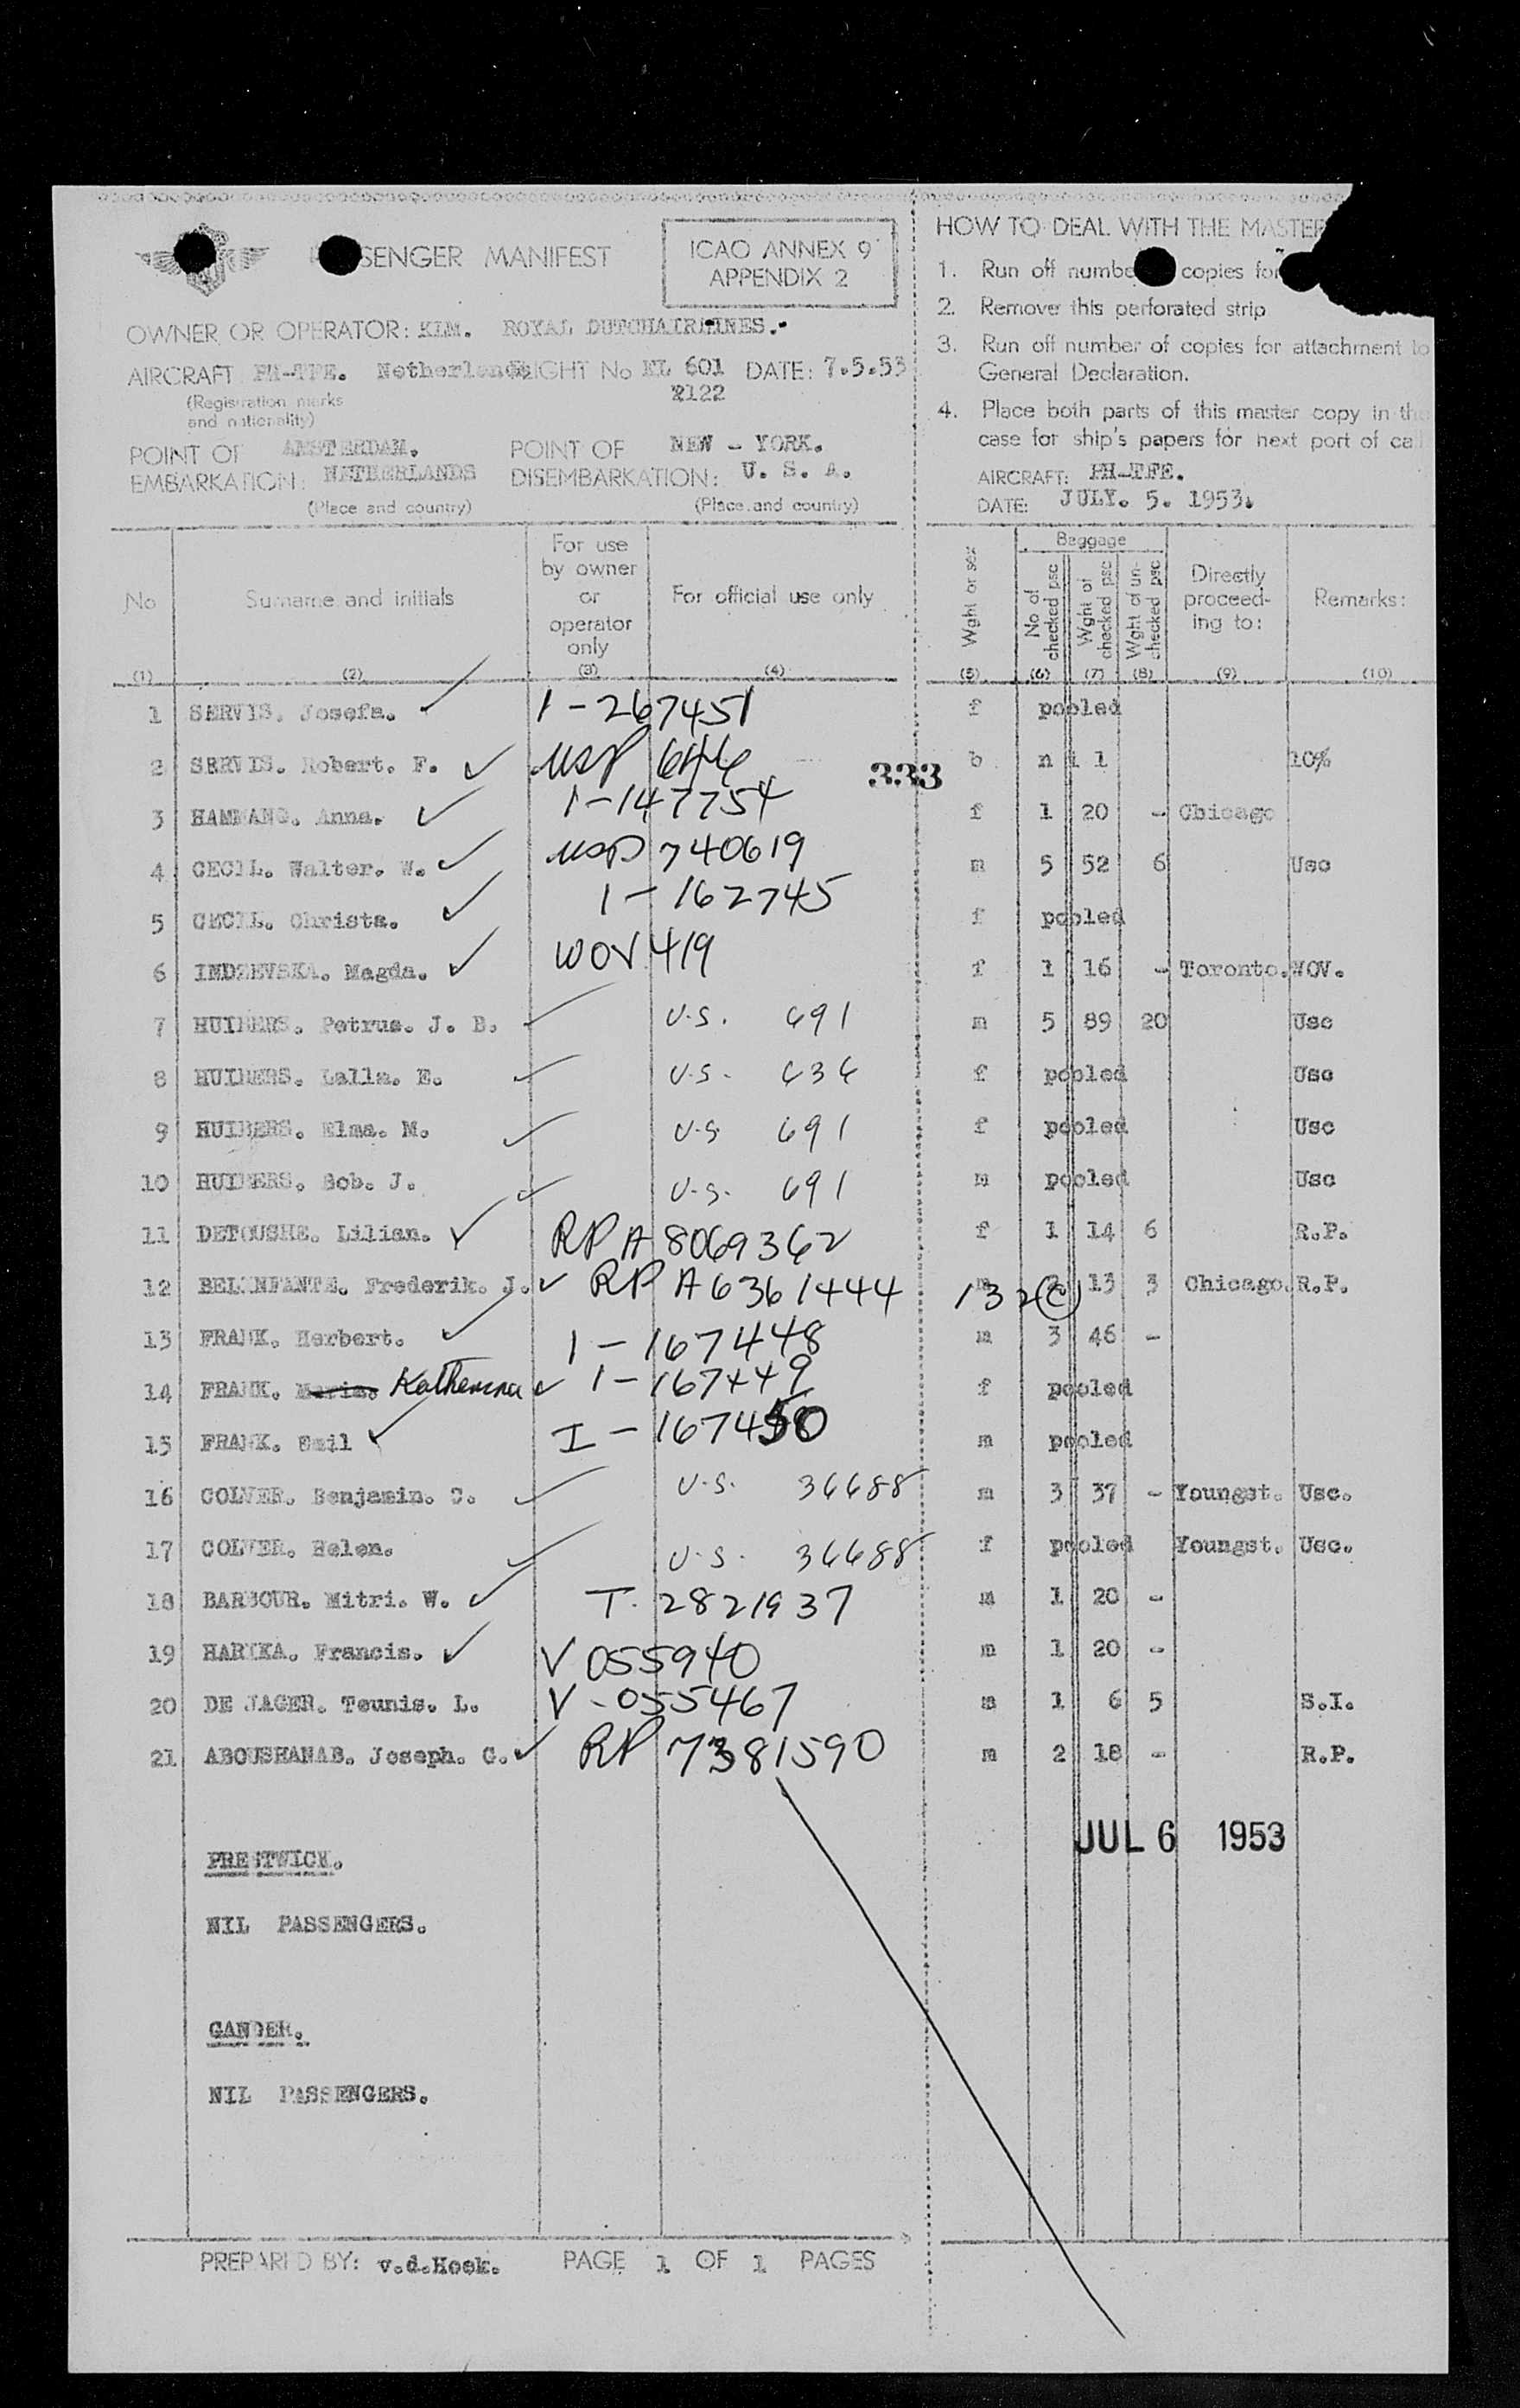 SENGER MANIFEST
ICAO ANNEX 9
APPENDIX 2
OWNER OR OPERATOR: KLM. ROYAL DUTCHAIRLINES.
AIRCRAFT PH-TFE. Netherlands FLIGHT No KL 601 DATE: 7.5.53
(Registration marks
and nationality)
2122
POINT OF AMSTERDAM. POINT OF NEW - YORK.
EMBARKATION: NETHERLANDS DISEMBARKATION: U. S. A.
(Place and country) (Place and country)
HOW TO DEAL WITH THE MASTER
1. Run off numbe copies for
2. Remove this perforated strip
3. Run off number of copies for attachment to
General Declaration.
4. Place both parts of this master copy in the
case for ship's papers for next port of cal
AIRCRAFT: PH-TFE.
DATE: JULY. 5. 1953.
No Surname and initials For use by owner or operator only For official use only Wght or sex Baggage No of checked psc Wght of checked psc Wght of un-checked psc Directly proceed-ing to: Remarks:
(1) (2) (3) (4) (5) (6) (7) (8) (9) (10)
1 SERVIS. Josefa. 1-267451 f pooled
2 SERVIS. Robert. F. USP b n i l 10%
333
3 Anna. 1-147754 f 1 20 - Chicago
4 CECIL. Walter. W. USP 740619 m 5 52 6 Usc
5 CECIL. Christa. 1-162745 f pooled
6 INDZEVSKA. Magda. WOV 419 f 1 16 - Toronto. WOV.
7 HUIBERS. Petrus. J. B. U.S. 691 m 5 89 20 Usc
8 HUIBERS. Lalla. E. U.S. 636 f pooled Usc
9 HUIBERS. Elma. M. U.S 691 f pooled Usc
10 HUIBERS. Bob. J. U.S. 691 m pooled Usc
11 DETOUSHE. Lilian. RP A 8069362 f 1 14 6 R.P.
12 BELINFANTE. Frederik. J. RP A6361444 132(c) 13 3 Chicago. R.P.
13 FRANK. Herbert. 1-167448 m 3 46 -
14 FRANK. Maria. Katherina 1-167449 f pooled
15 FRANK. Emil I-167450 m pooled
16 COLVER. Benjamin. C. U.S. 36688 m 3 37 - Youngst. Usc.
17 COLVER. Helen. U.S. 36688 f pooled Youngst. Usc.
18 BARBOUR. Mitri. W. T. 2821937 m 1 20 -
19 HARIKA. Francis. V 055940 m 1 20 -
20 DE JAGER. Teunis. L. V-055467 m 1 6 5 S.I.
21 ABOUSHANAB. Joseph. G. RP 7381590 m 2 18 - R.P.
JUL 6 1953
PRESTWICK.
NIL PASSENGERS.
GANDER.
NIL PASSENGERS.
PREPARED BY: v.d.Hoek. PAGE 1 OF 1 PAGES